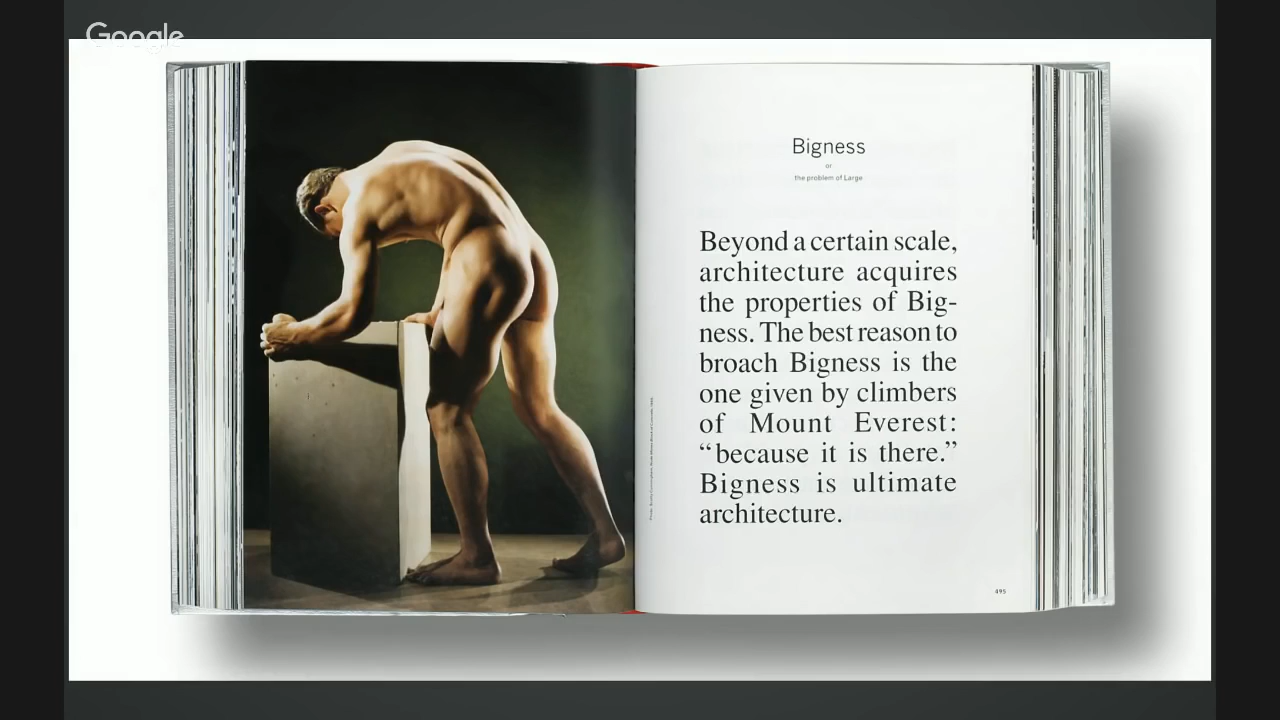 Google
Bigness
or
the problem of Large
Beyond a certain scale,
architecture acquires
the properties of Big-
ness. The best reason to
broach Bigness is the
one given by climbers
of Mount Everest:
“because it is there.”
Bigness is ultimate
architecture.
495